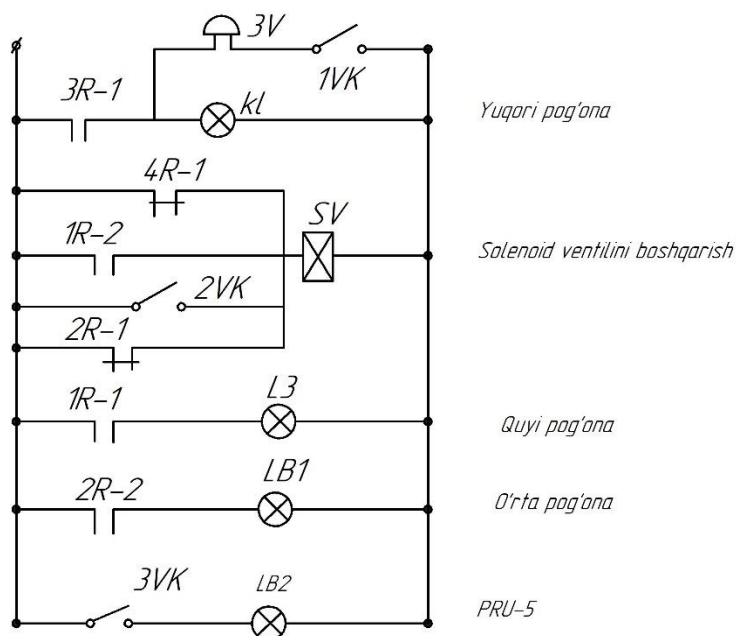 3V
1VK
3R-1
kl
Yuqori pog'ona
4R-1
SV
1R-2
Solenoid ventilini boshqarish
2VK
2R-1
1R-1
L3
Quyi pog'ona
2R-2
LB1
O'rta pog'ona
3VK
LB2
PRU-5